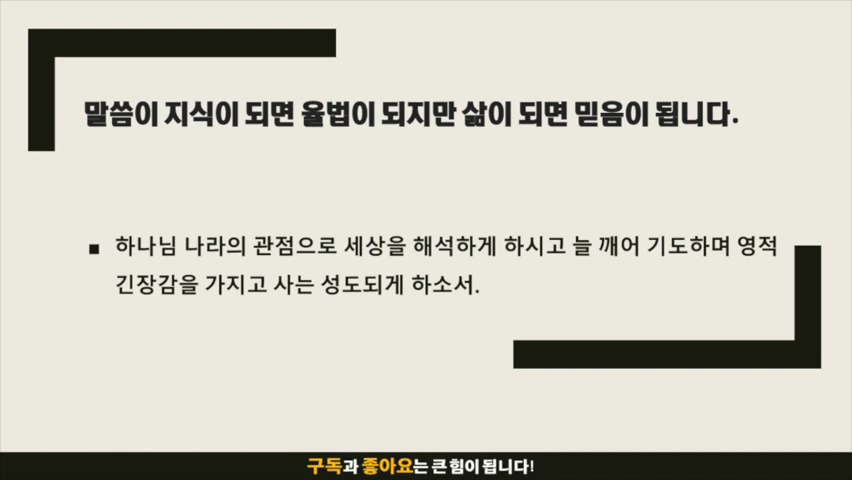 말씀이 지식이 되면 율법이 되지만 삶이 되면 믿음이 됩니다.
■ 하나님 나라의 관점으로 세상을 해석하게 하시고 늘 깨어 기도하며 영적
긴장감을 가지고 사는 성도되게 하소서.
구독과 좋아요는 큰 힘이 됩니다!